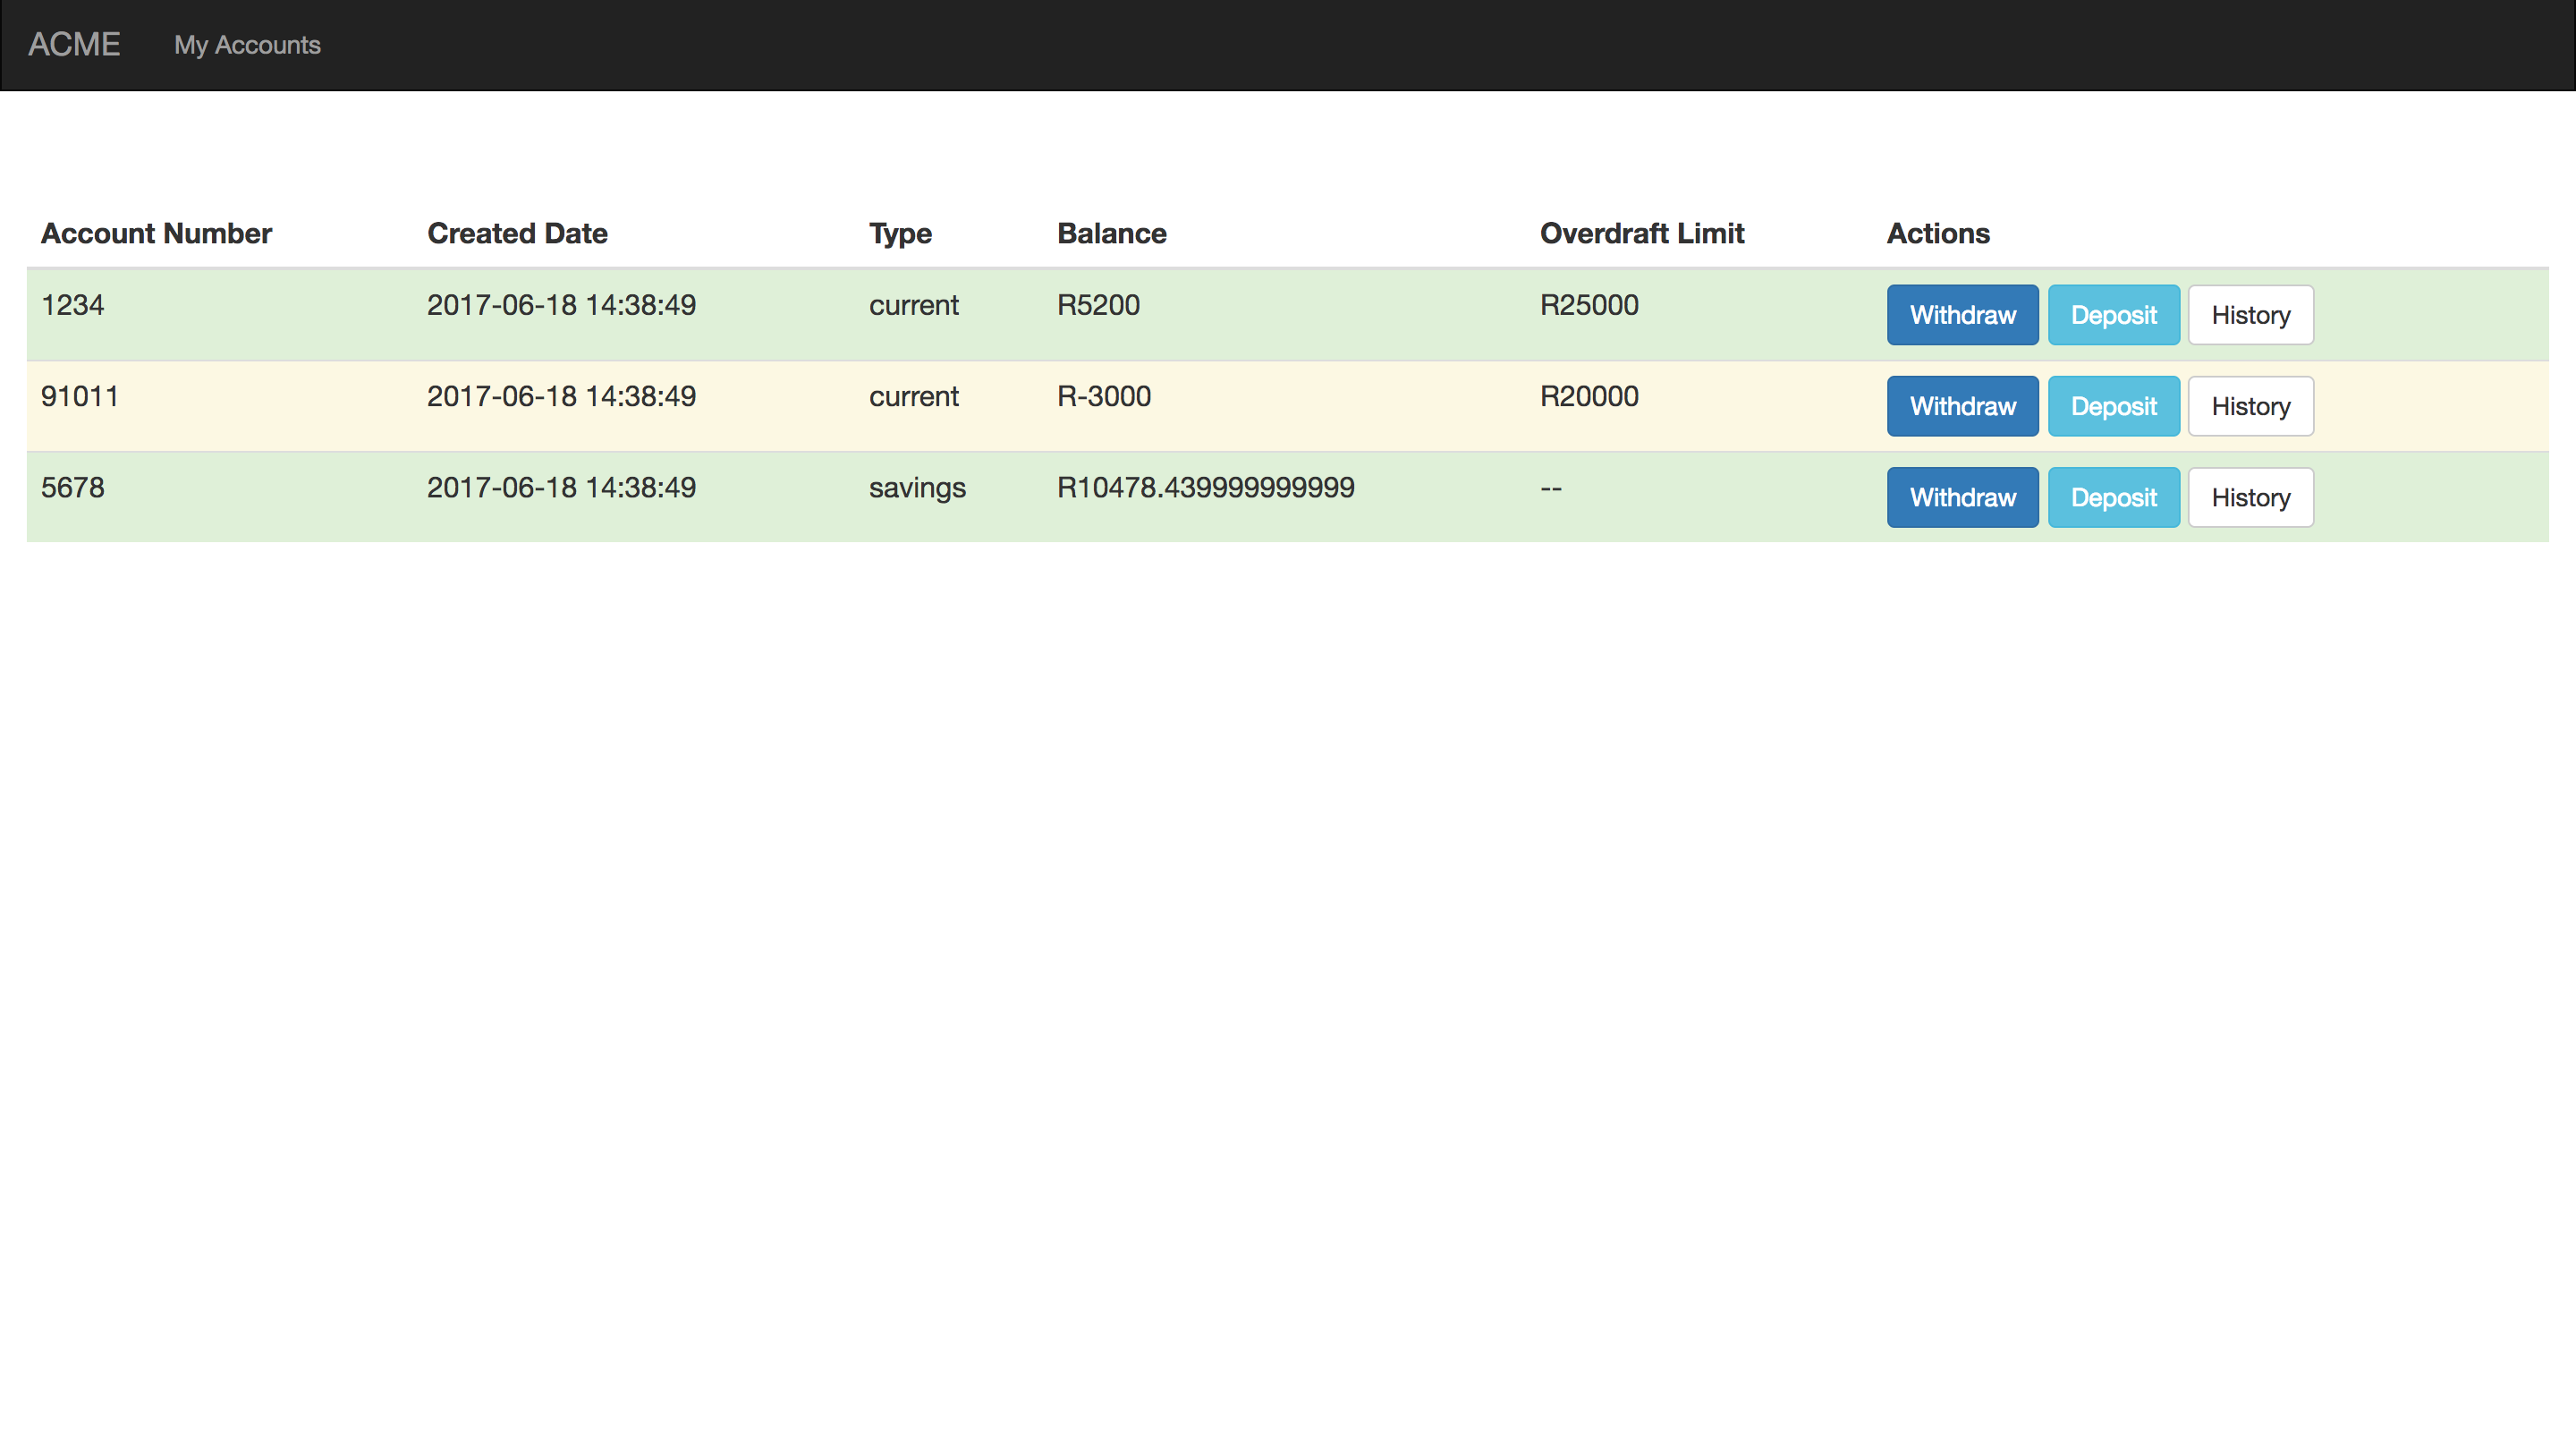 ACME My Accounts
Account Number Created Date Type Balance Overdraft Limit Actions
1234 2017-06-18 14:38:49 current R5200 R25000 Withdraw Deposit History
91011 2017-06-18 14:38:49 current R-3000 R20000 Withdraw Deposit History
5678 2017-06-18 14:38:49 savings R10478.439999999999 -- Withdraw Deposit History